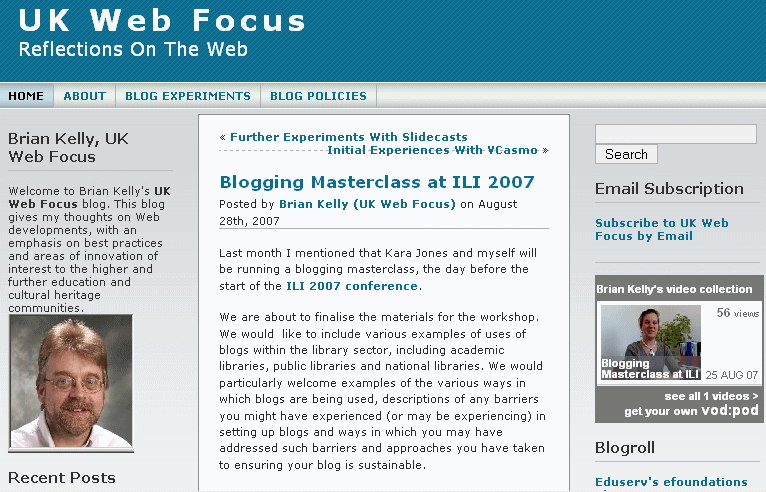 UK Web Focus
Reflections On The Web
HOME
ABOUT
BLOG EXPERIMENTS
BLOG POLICIES
Brian Kelly, UK
Web Focus
Welcome to Brian Kelly's UK
Web Focus blog. This blog
gives my thoughts on Web
developments, with an
emphasis on best practices
and areas of innovation of
interest to the higher and
further education and
cultural heritage
communities.
Recent Posts
« Further Experiments With Slidecasts
Initial Experiences With VCasmo »
Blogging Masterclass at ILI 2007
Posted by Brian Kelly (UK Web Focus) on August
28th, 2007
Last month I mentioned that Kara Jones and myself will
be running a blogging masterclass, the day before the
start of the ILI 2007 conference.
We are about to finalise the materials for the workshop.
We would like to include various examples of uses of
blogs within the library sector, including academic
libraries, public libraries and national libraries. We would
particularly welcome examples of the various ways in
which blogs are being used, descriptions of any barriers
you might have experienced (or may be experiencing) in
setting up blogs and ways in which you may have
addressed such barriers and approaches you have taken
to ensuring your blog is sustainable.
Search
Email Subscription
Subscribe to UK Web
Focus by Email
Brian Kelly's video collection
56 views
Blogging
Masterclass at ILI
25 AUG 07
see all 1 videos >
get your own vod:pod
Blogroll
Eduserv's efoundations